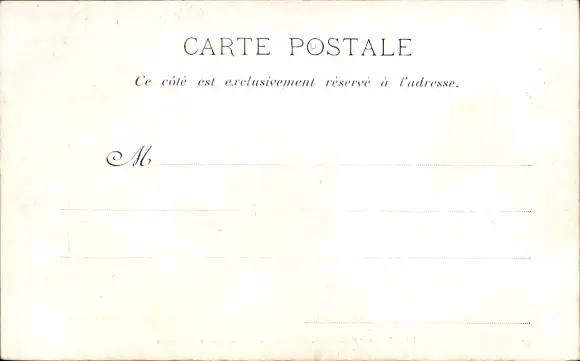 CARTE POSTALE
Ce côté est exclusivement réservé à l'adresse.
M